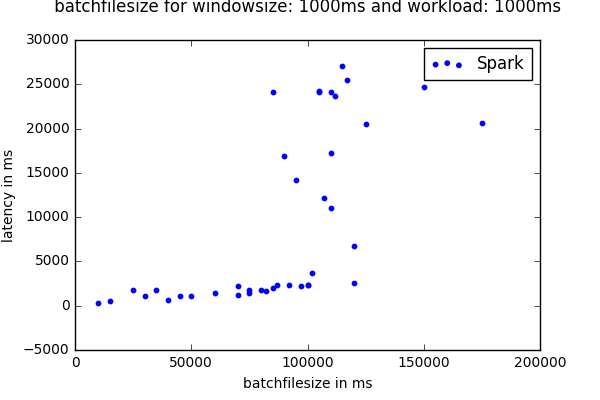 batchfilesize for windowsize: 1000ms and workload: 1000ms
30000
25000
20000
15000
10000
5000
0
−5000
latency in ms
Spark
0 50000 100000 150000 200000
batchfilesize in ms